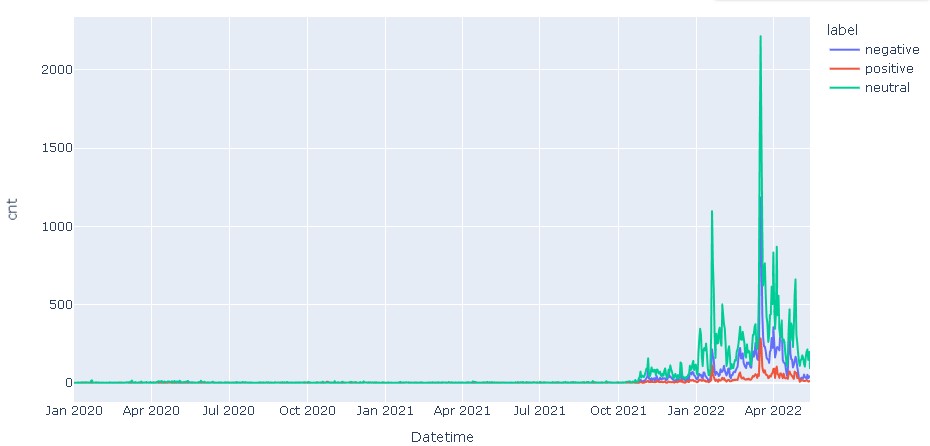 label
negative
positive
neutral
cnt
2000
1500
1000
500
0
Jan 2020 Apr 2020 Jul 2020 Oct 2020 Jan 2021 Apr 2021 Jul 2021 Oct 2021 Jan 2022 Apr 2022
Datetime